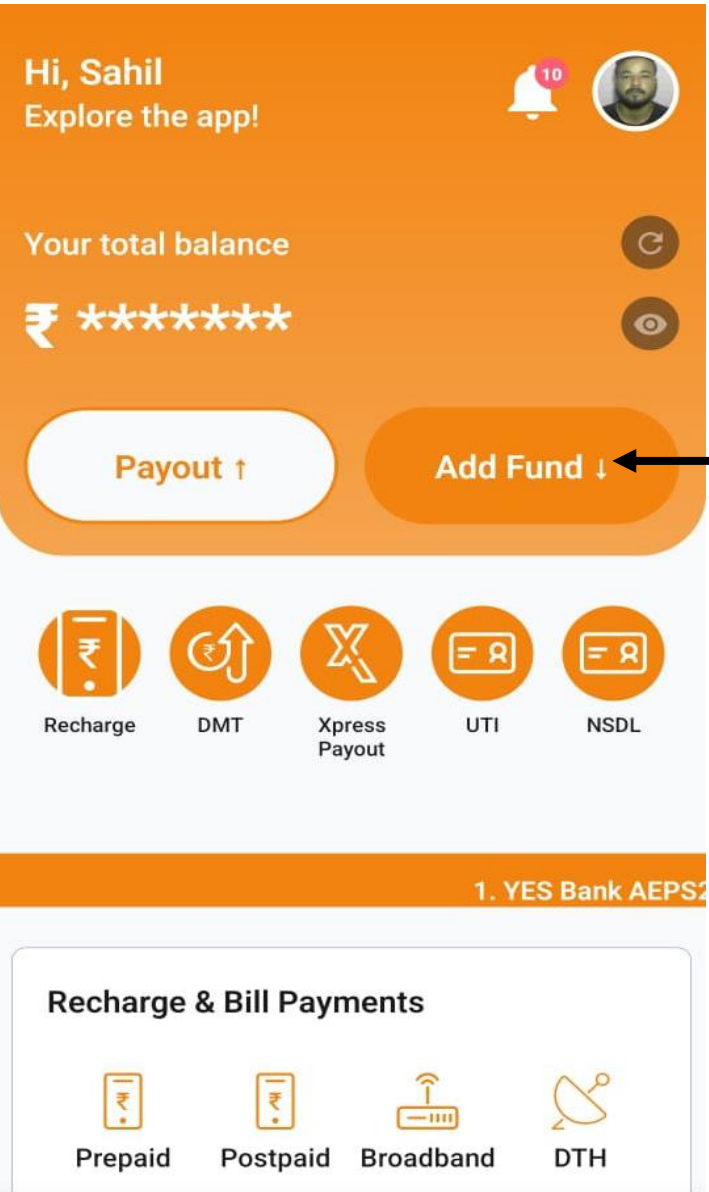 Hi, Sahil
Explore the app!
10
Your total balance
₹ *******
Payout ↑
Add Fund ↓
Recharge
DMT
Xpress
Payout
UTI
NSDL
1. YES Bank AEPS2
Recharge & Bill Payments
Prepaid
Postpaid
Broadband
DTH